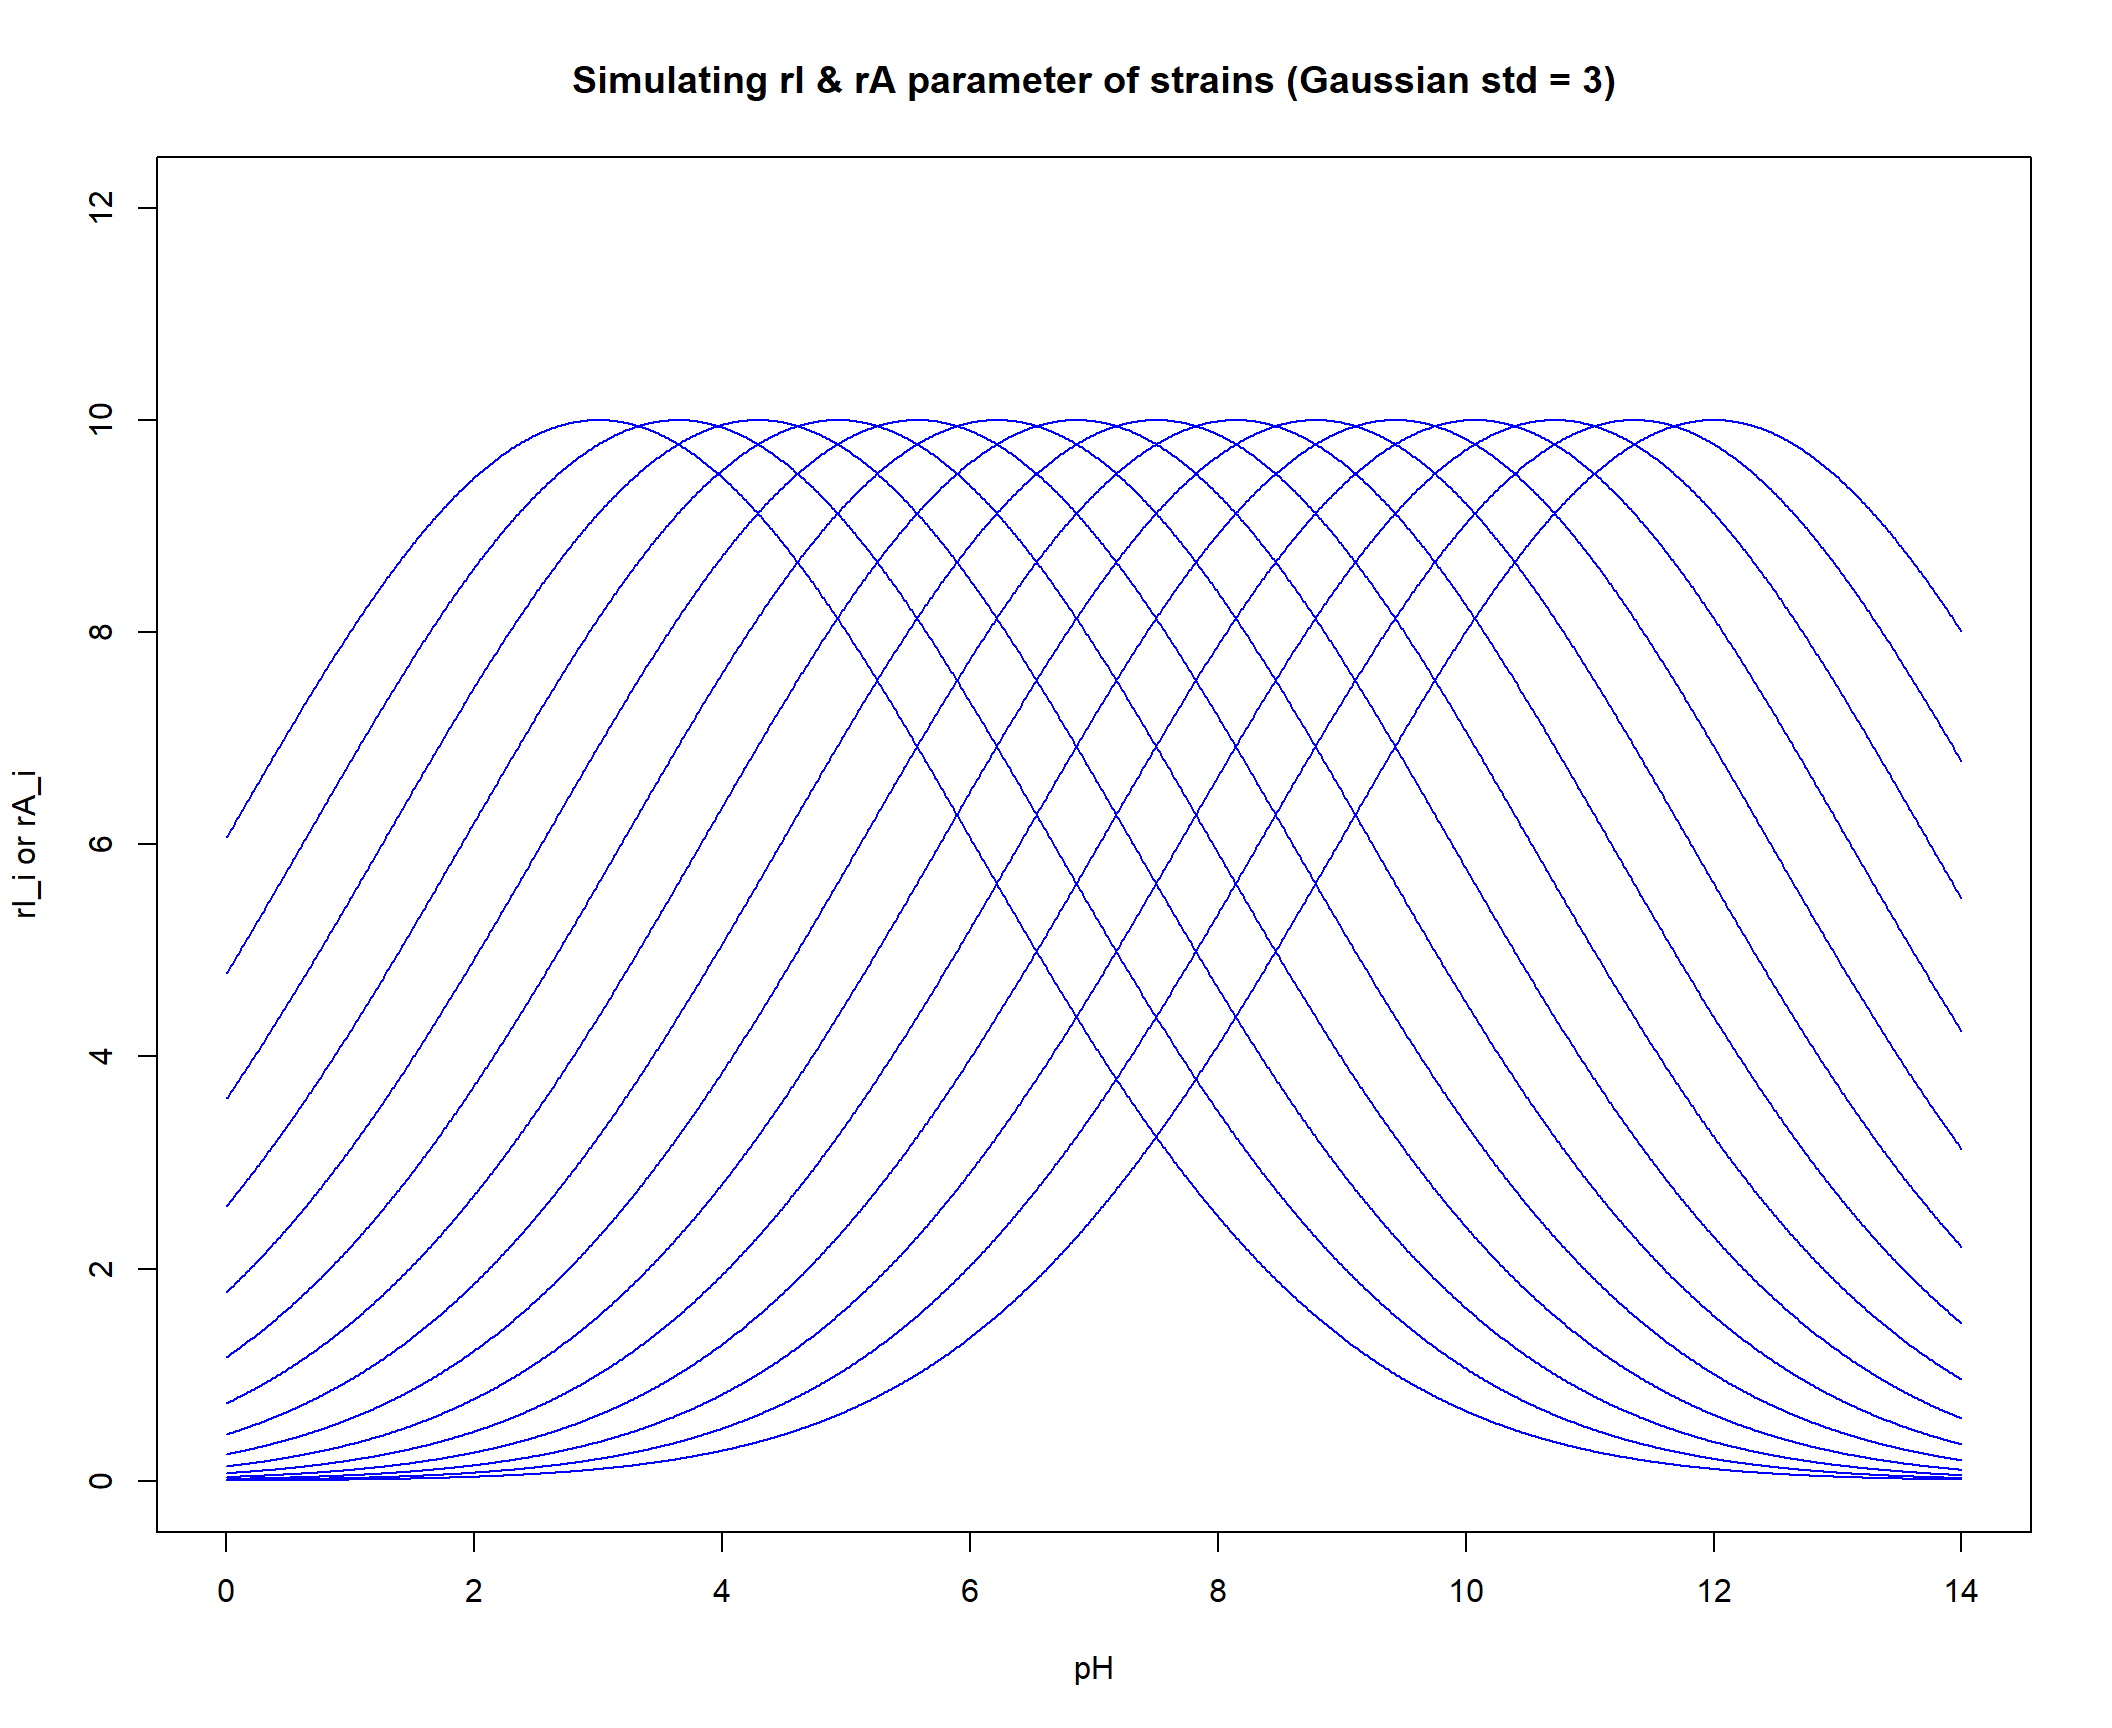 Simulating rI & rA parameter of strains (Gaussian std = 3)
12
10
8
6
4
2
0
rI_i or rA_i
0 2 4 6 8 10 12 14
pH